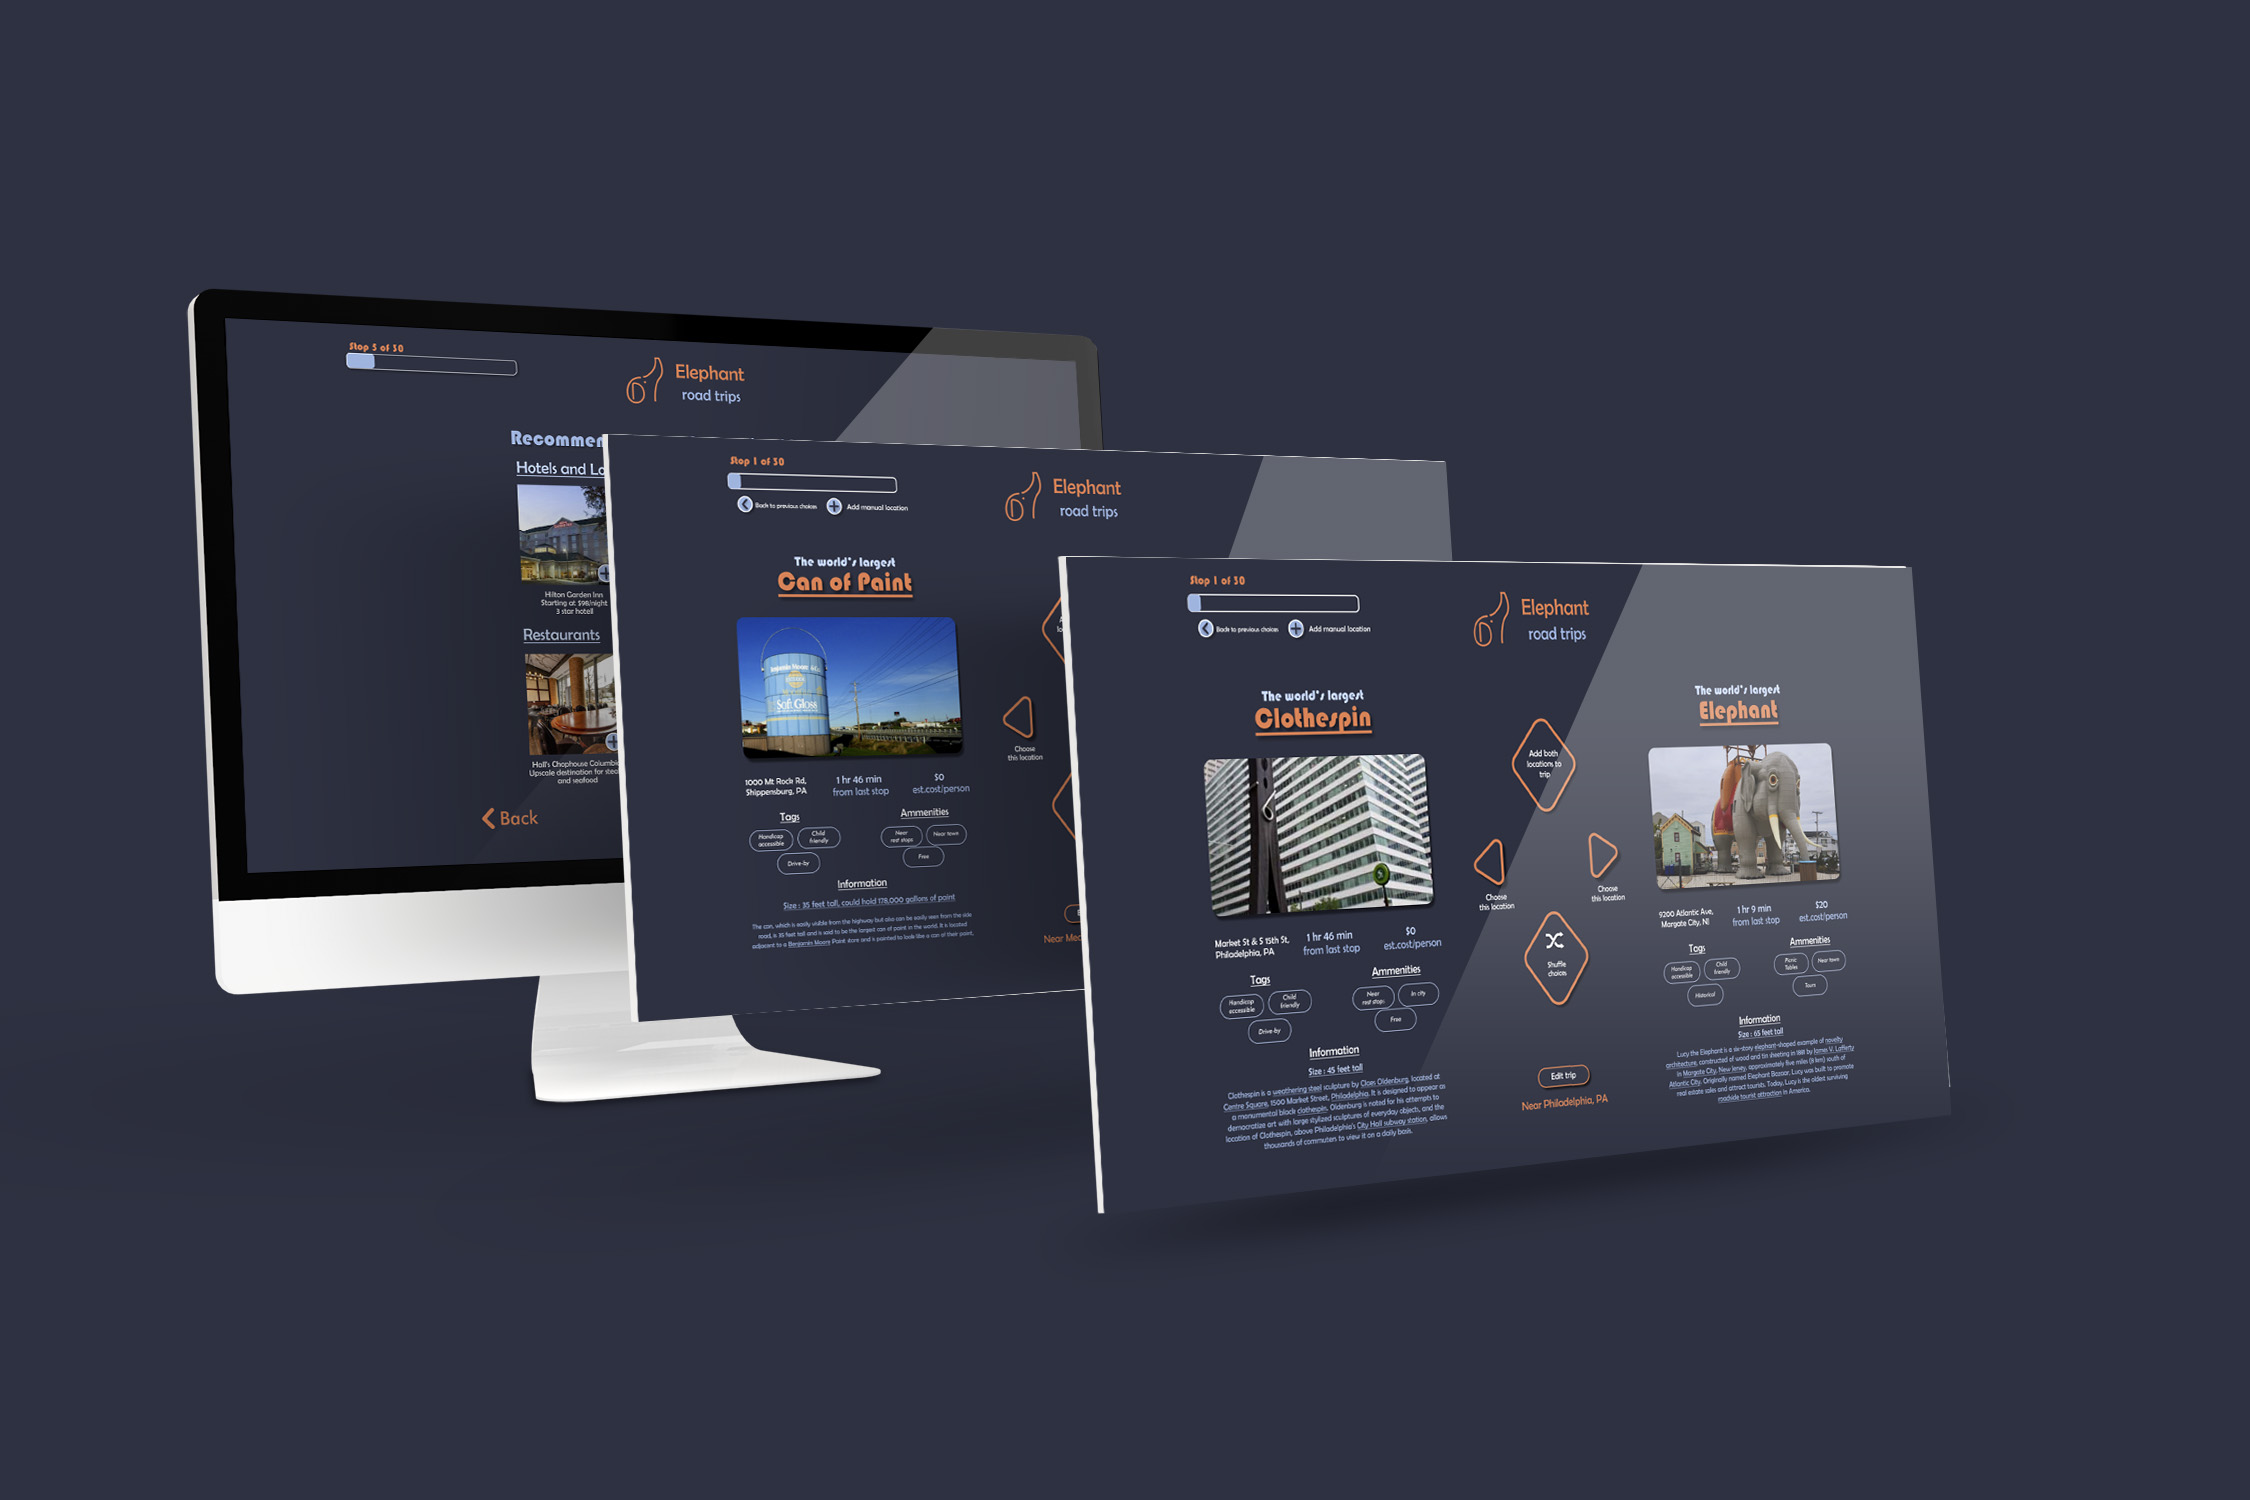 Stop 5 of 30
Elephant
road trips
Recommen
Hotels and Lo
Hilton Garden Inn
Starting at $98/night
3 star hotell
Restaurants
Hall's Chophouse Columbia
Upscale destination for stea
and seafood
Back
Stop 1 of 30
Back to previous choices
Add manual location
Elephant
road trips
The world's largest
Can of Paint
Benjamin Moore
Soft Gloss
1000 Mt Rock Rd,
Shippensburg, PA
1 hr 46 min
from last stop
$0
est.cost/person
Tags
Handicap
accessible
Child
friendly
Drive-by
Ammenities
Near
rest stops
Near town
Free
Information
Size : 35 feet tall, could hold 178,000 gallons of paint
The can, which is easily visible from the highway but also can be easily seen from the side
road, is 35 feet tall and is said to be the largest can of paint in the world. It is located
adjacent to a Benjamin Moore Paint store and is painted to look like a can of their paint.
Choose
this location
Near Mec
Stop 1 of 30
Back to previous choices
Add manual location
Elephant
road trips
The world's largest
Clothespin
Market St & S 15th St,
Philadelphia, PA
1 hr 46 min
from last stop
$0
est.cost/person
Tags
Handicap
accessible
Child
friendly
Drive-by
Ammenities
Near
rest stops
In city
Free
Information
Size : 45 feet tall
Clothespin is a weathering steel sculpture by Claes Oldenburg, located at
Centre Square, 1500 Market Street, Philadelphia. It is designed to appear as
a monumental black clothespin. Oldenburg is noted for his attempts to
democratize art with large stylized sculptures of everyday objects, and the
location of Clothespin, above Philadelphia's City Hall subway station, allows
thousands of commuters to view it on a daily basis.
Add both
locations to
trip
Choose
this location
Choose
this location
Shuffle
choices
Edit trip
Near Philadelphia, PA
The world's largest
Elephant
9200 Atlantic Ave,
Margate City, NJ
1 hr 9 min
from last stop
$20
est.cost/person
Tags
Handicap
accessible
Child
friendly
Historical
Ammenities
Picnic
Tables
Near town
Tours
Information
Size : 65 feet tall
Lucy the Elephant is a six-story elephant-shaped example of novelty
architecture, constructed of wood and tin sheeting in 1881 by James V. Lafferty
in Margate City, New Jersey, approximately five miles (8 km) south of
Atlantic City. Originally named Elephant Bazaar, Lucy was built to promote
real estate sales and attract tourists. Today, Lucy is the oldest surviving
roadside tourist attraction in America.